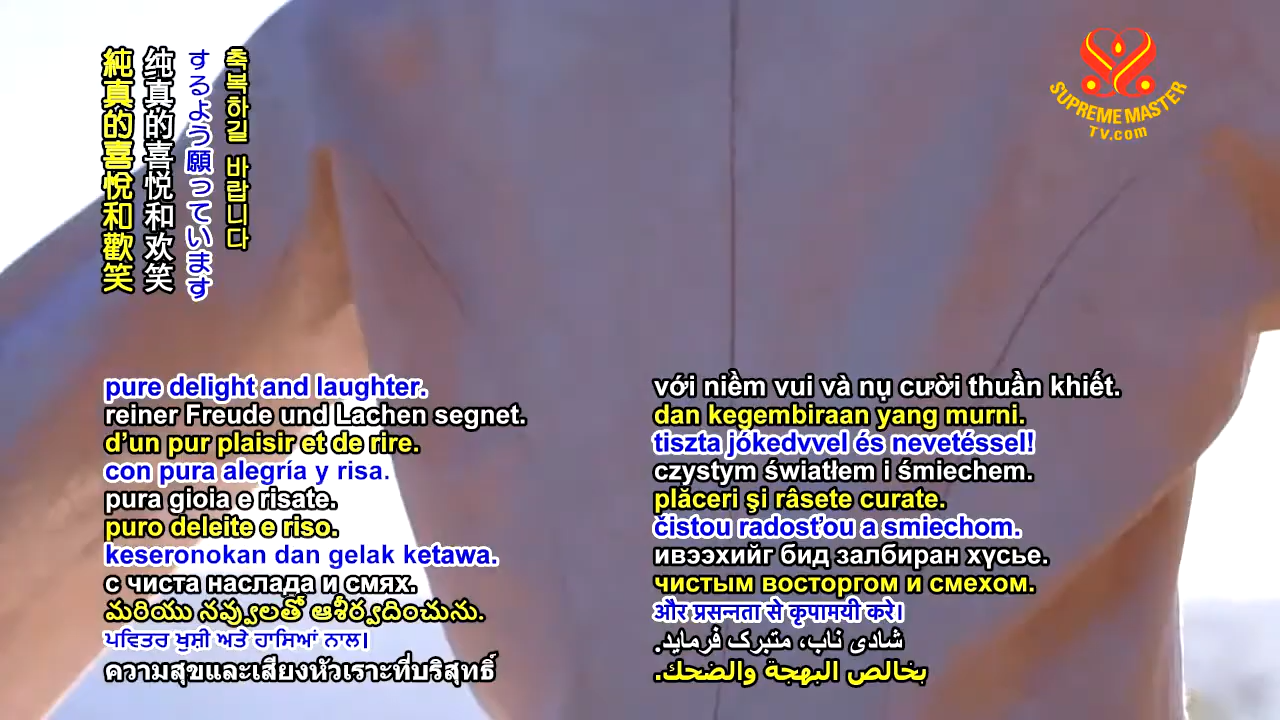 축복하길 바랍니다
するよう願っています
纯真的喜悦和欢笑
純真的喜悅和歡笑
SUPREME MASTER
TV.com
pure delight and laughter.
reiner Freude und Lachen segnet.
d’un pur plaisir et de rire.
con pura alegría y risa.
pura gioia e risate.
puro deleite e riso.
keseronokan dan gelak ketawa.
с чиста наслада и смях.
మరియు నవ్వులతో ఆశీర్వదించును.
ਪਵਿਤਰ ਖੁਸ਼ੀ ਅਤੇ ਹਾਸਿਆਂ ਨਾਲ।
ความสุขและเสียงหัวเราะที่บริสุทธิ์
với niềm vui và nụ cười thuần khiết.
dan kegembiraan yang murni.
tiszta jókedvvel és nevetéssel!
czystym światłem i śmiechem.
plăceri şi râsete curate.
čistou radosťou a smiechom.
ивээхийг бид залбиран хүсье.
чистым восторгом и смехом.
और प्रसन्नता से कृपामयी करे।
شادی ناب، متبرک فرماید.
بخالص البهجة والضحك.